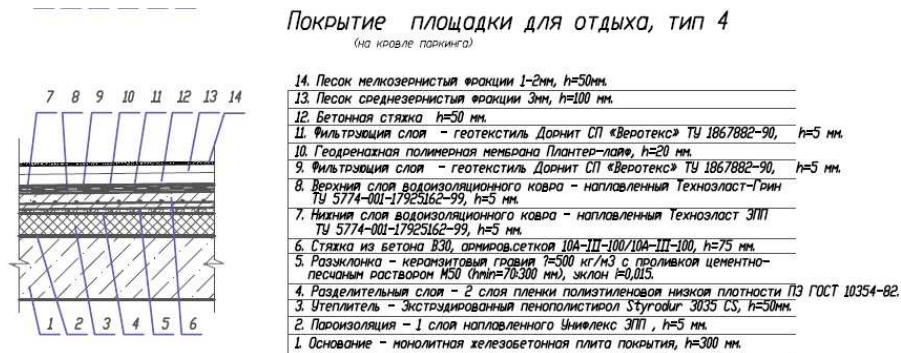 Покрытие площадки для отдыха, тип 4
(на кровле паркинга)
7 8 9 10 11 12 13 14
14. Песок мелкозернистый фракции 1-2мм, h=50мм.
13. Песок среднезернистый фракции 3мм, h=100 мм.
12. Бетонная стяжка h=50 мм.
11. Фильтрующий слой - геотекстиль Дорнит СП «Веротекс» ТУ 1867882-90, h=5 мм.
10. Геодренажная полимерная мембрана Плантер-лайф, h=20 мм.
9. Фильтрующий слой - геотекстиль Дорнит СП «Веротекс» ТУ 1867882-90, h=5 мм.
8. Верхний слой водоизоляционного ковра - наплавленный Техноэласт-Грин
ТУ 5774-001-17925162-99, h=5 мм.
7. Нижний слой водоизоляционного ковра - наплавленный Техноэласт ЭПП
ТУ 5774-001-17925162-99, h=5 мм.
6. Стяжка из бетона В30, армиров.сеткой 10А-III-100/10А-III-100, h=75 мм.
5. Разуклонка - керамзитовый гравий ?=500 кг/м3 с проливкой цементно-
песчаным раствором М50 (hmin=70-300 мм), уклон i=0,015.
4. Разделительный слой - 2 слоя пленки полиэтиленовой низкой плотности ПЭ ГОСТ 10354-82.
3. Утеплитель - Экструдированный пенополистирол Styrodur 3035 CS, h=50мм.
2. Пароизоляция - 1 слой наплавленного Унифлекс ЭПП , h=5 мм.
1. Основание - монолитная железобетонная плита покрытия, h=300 мм.
1 2 3 4 5 6